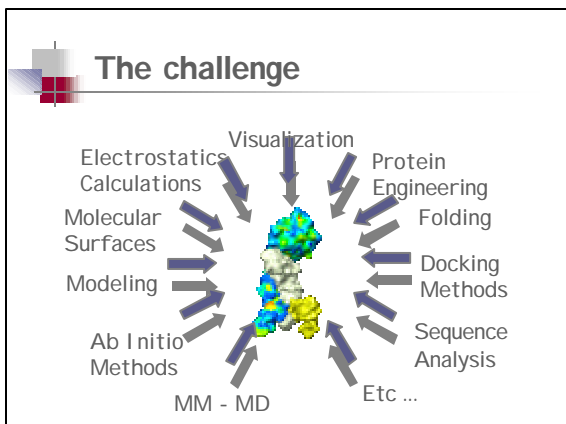 The challenge
Visualization
Electrostatics
Calculations
Protein
Engineering
Molecular
Surfaces
Folding
Modeling
Docking
Methods
Ab Initio
Methods
Sequence
Analysis
MM - MD
Etc ...